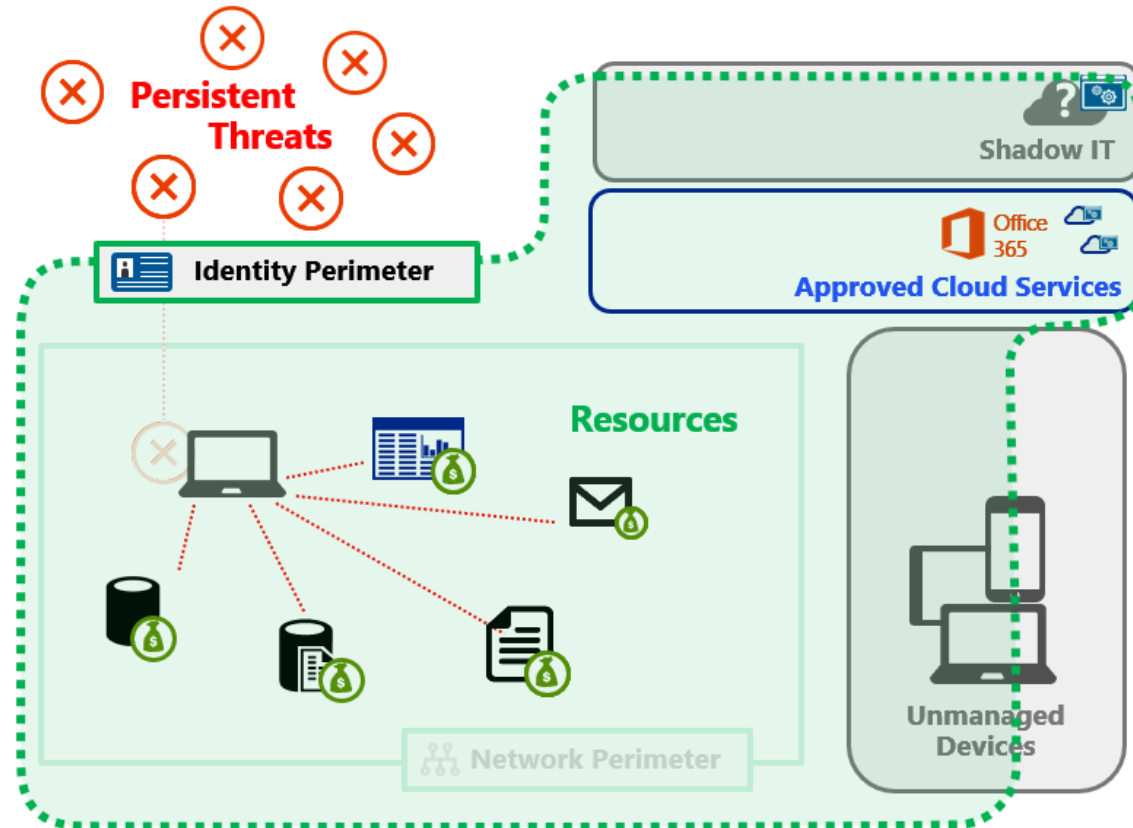 Persistent
Threats
?
Shadow IT
Office
365
Approved Cloud Services
Identity Perimeter
Resources
$
$
$
$
$
Unmanaged
Devices
Network Perimeter